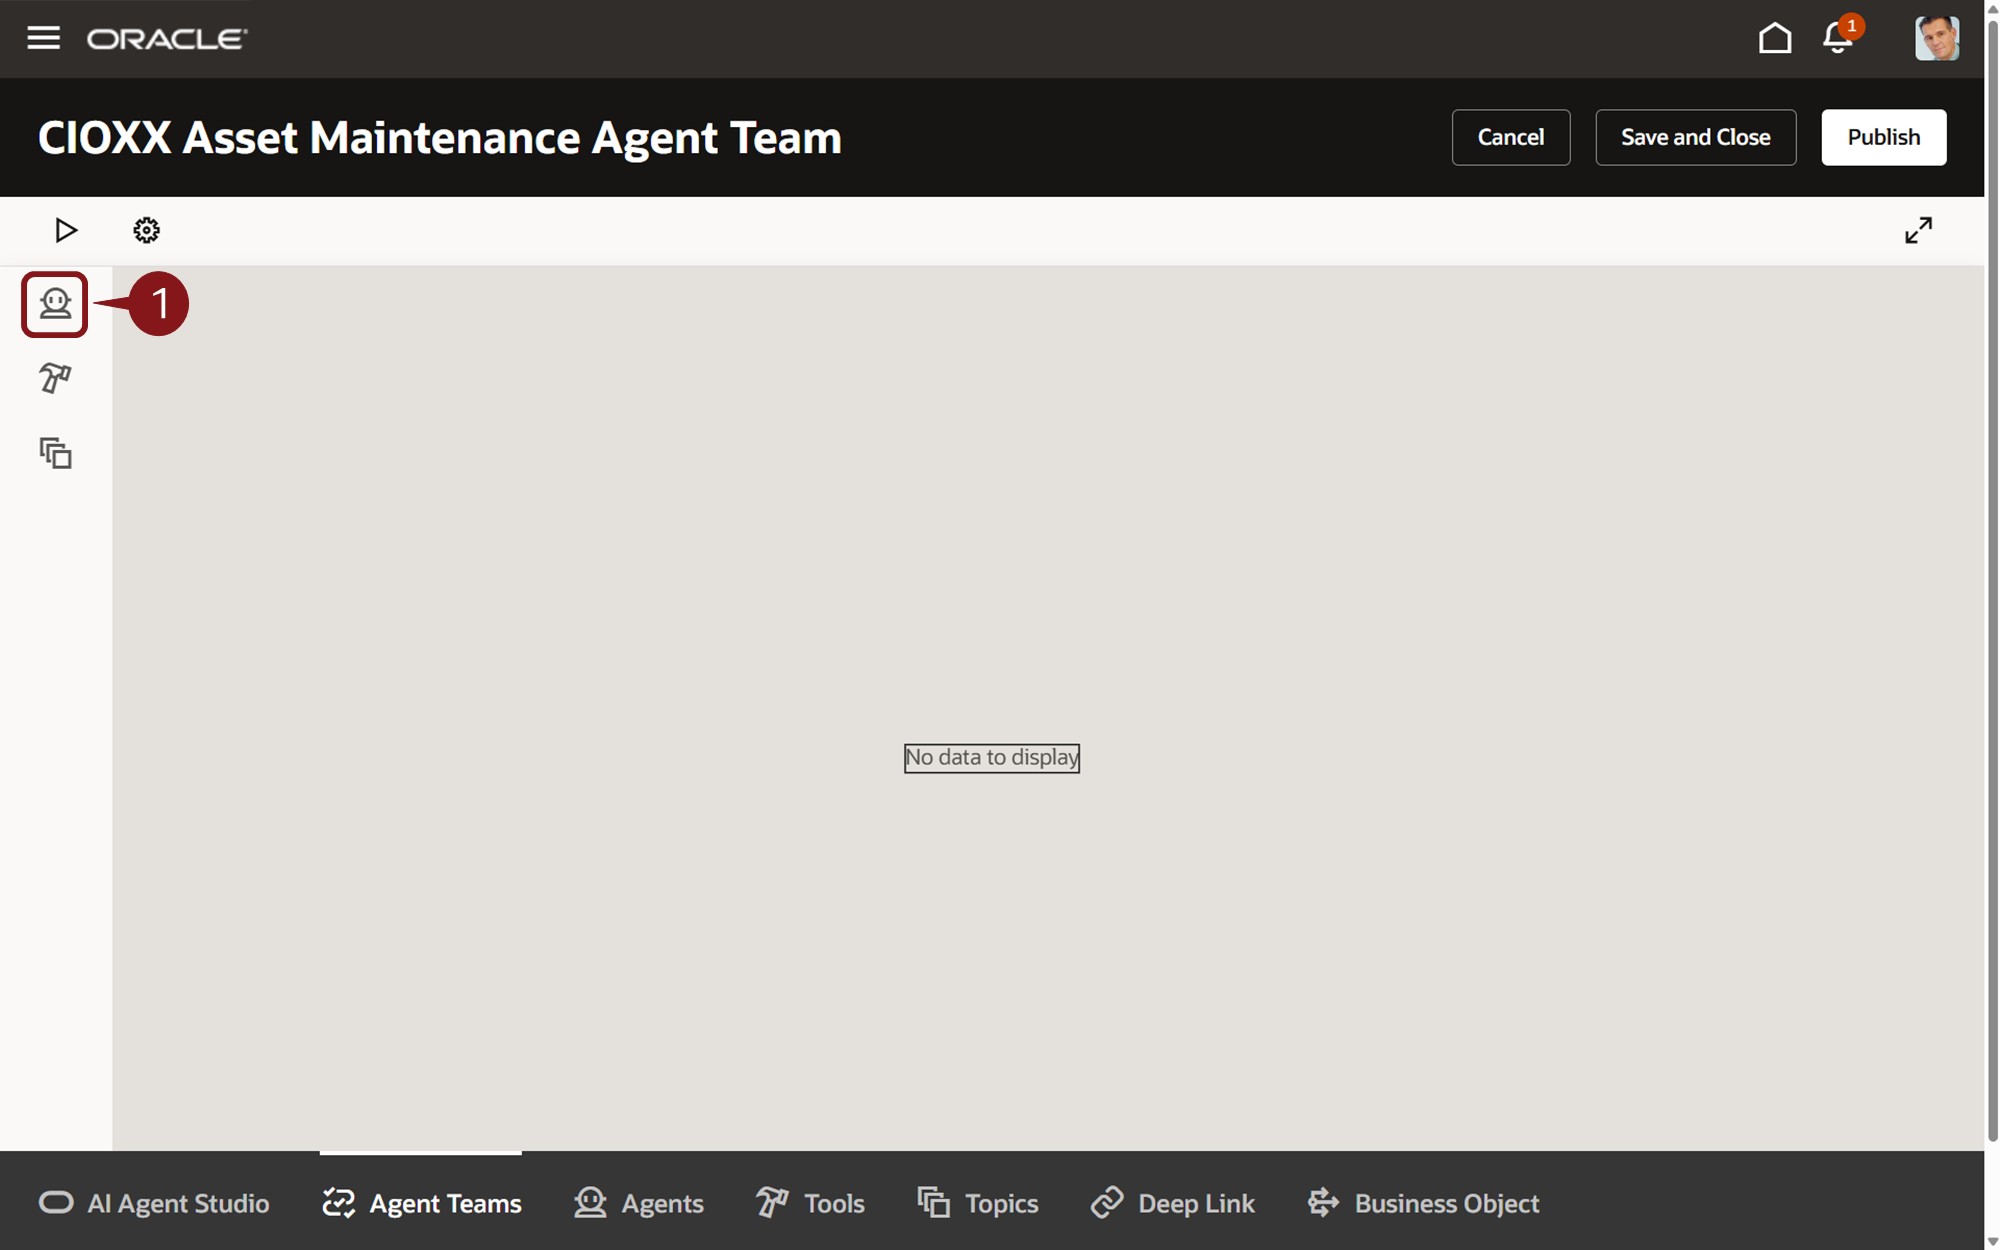 ORACLE
1
CIOXX Asset Maintenance Agent Team
Cancel
Save and Close
Publish
1
No data to display
AI Agent Studio
Agent Teams
Agents
Tools
Topics
Deep Link
Business Object